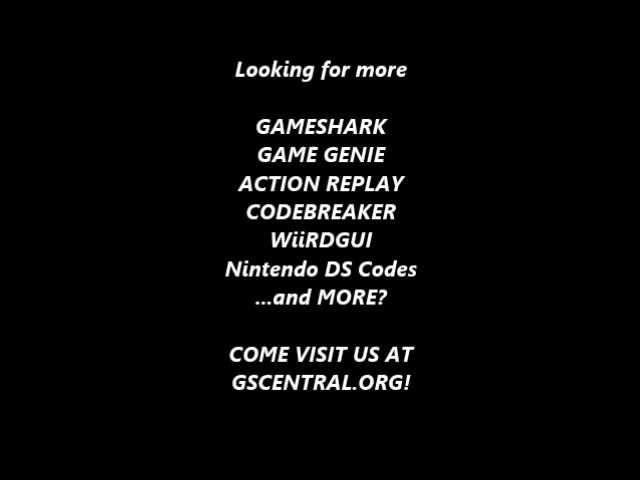 Looking for more
GAMESHARK
GAME GENIE
ACTION REPLAY
CODEBREAKER
WiiRDGUI
Nintendo DS Codes
...and MORE?
COME VISIT US AT
GSCENTRAL.ORG!